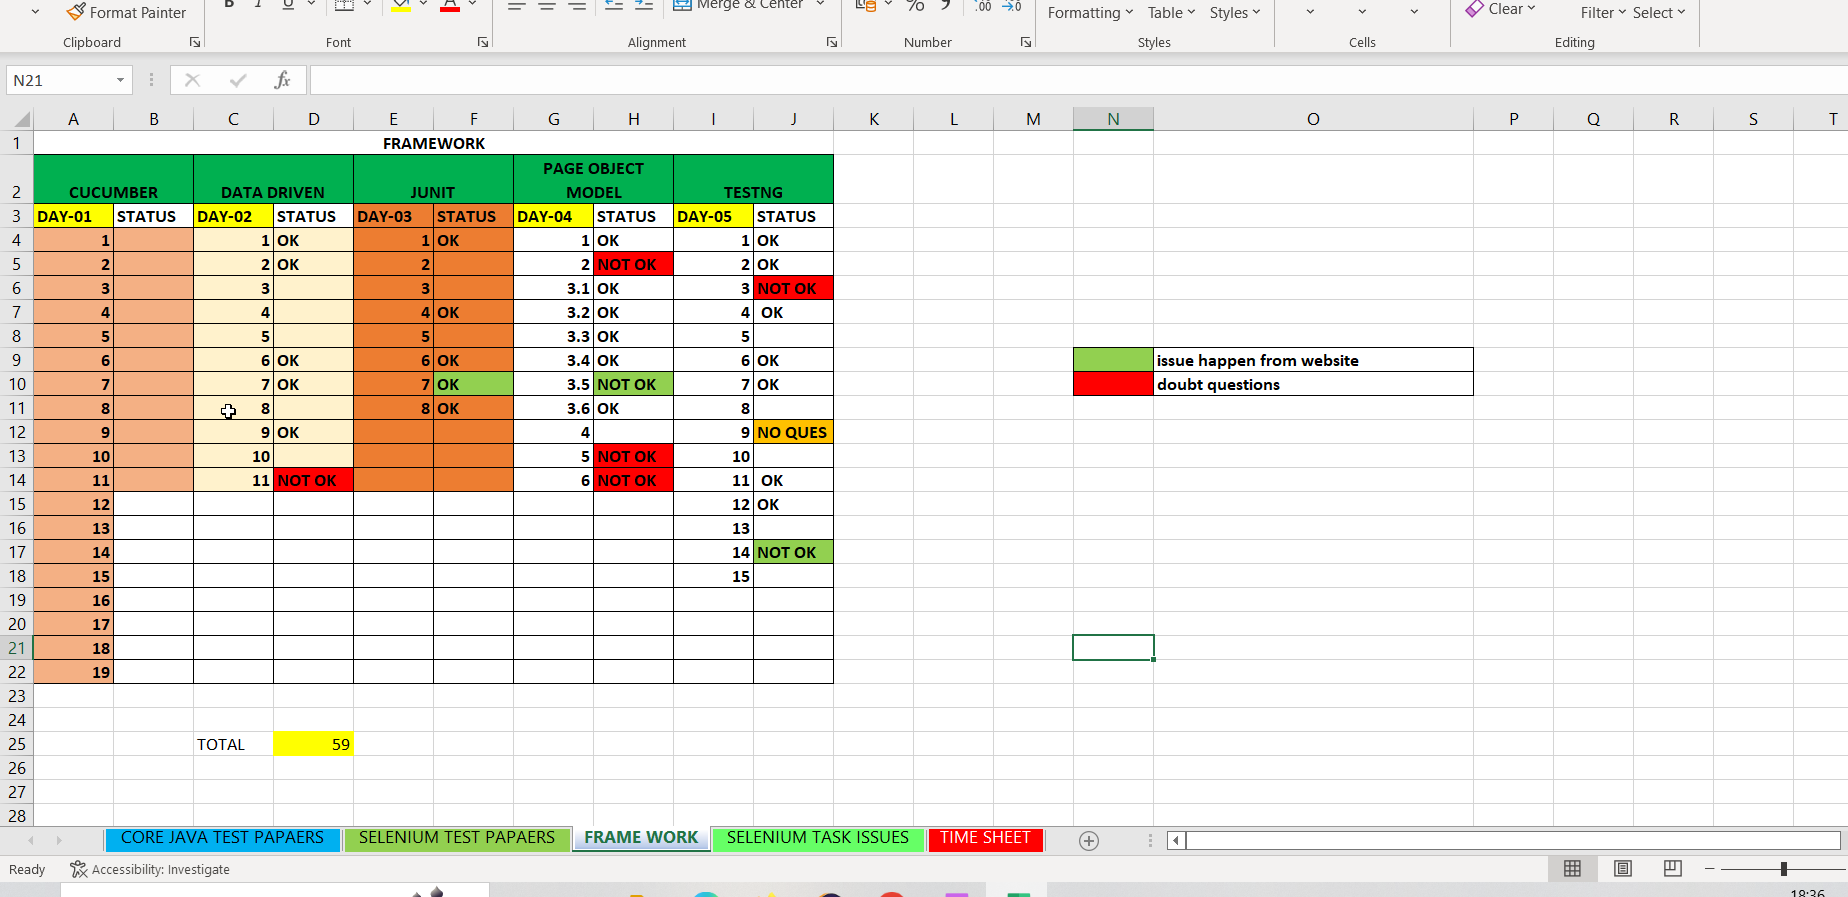 Format Painter
B I U
Merge & Center
% 9 .00 →0
Formatting Table Styles
Clear
Filter Select
Clipboard Font Alignment Number Styles Cells Editing
N21 fx
A B C D E F G H I J K L M N O P Q R S T
1 FRAMEWORK
2 CUCUMBER DATA DRIVEN JUNIT PAGE OBJECT MODEL TESTNG
3 DAY-01 STATUS DAY-02 STATUS DAY-03 STATUS DAY-04 STATUS DAY-05 STATUS
4 1 1 OK 1 OK 1 OK 1 OK
5 2 2 OK 2 2 NOT OK 2 OK
6 3 3 3 3.1 OK 3 NOT OK
7 4 4 4 OK 3.2 OK 4 OK
8 5 5 5 3.3 OK 5
9 6 6 OK 6 OK 3.4 OK 6 OK issue happen from website
10 7 7 OK 7 OK 3.5 NOT OK 7 OK doubt questions
11 8 8 8 OK 3.6 OK 8
12 9 9 OK 4 9 NO QUES
13 10 10 5 NOT OK 10
14 11 11 NOT OK 6 NOT OK 11 OK
15 12 12 OK
16 13 13
17 14 14 NOT OK
18 15 15
19 16
20 17
21 18
22 19
23
24
25 TOTAL 59
26
27
28
CORE JAVA TEST PAPAERS SELENIUM TEST PAPAERS FRAME WORK SELENIUM TASK ISSUES TIME SHEET
Ready Accessibility: Investigate
18:36